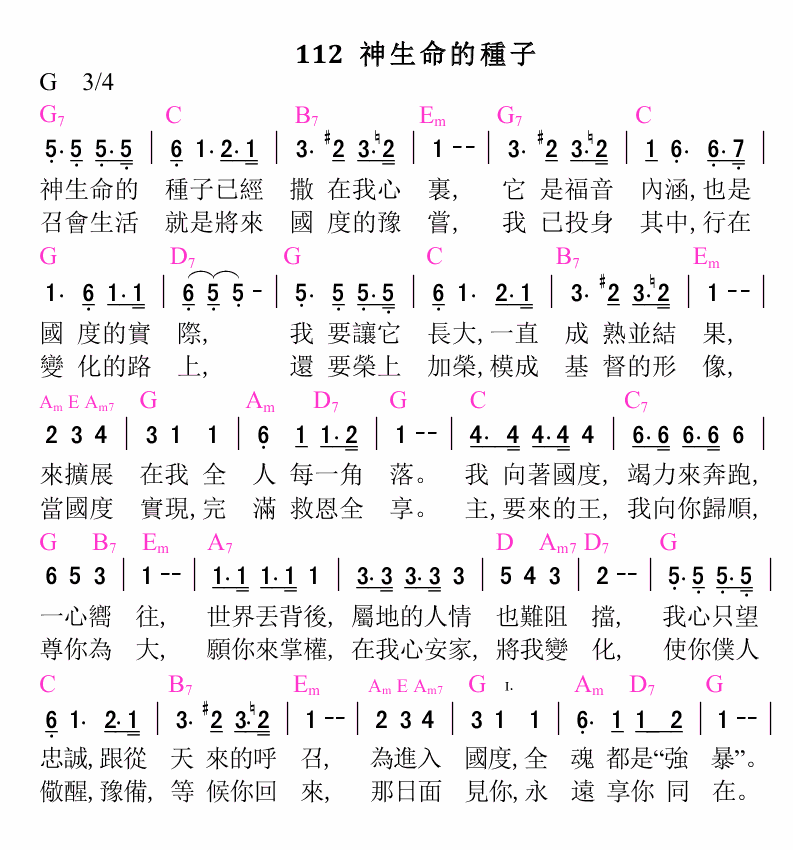 112 神生命的種子
G 3/4
G7 C B7 Em G7 C
5· 5 5· 5 | 6 1· 2· 1 | 3· #2 3· ♮2 | 1 - - | 3· #2 3· ♮2 | 1 6· 6· 7 |
神生命的 種子已經 撒 在我心 裏, 它 是福音 內涵,也是
召會生活 就是將來 國 度的豫 嘗, 我 已投身 其中,行在
G D7 G C B7 Em
1· 6 1· 1 | 6 5 5 - | 5· 5 5· 5 | 6 1· 2· 1 | 3· #2 3· ♮2 | 1 - - |
國 度的實 際, 我 要讓它 長大,一直 成 熟並結 果,
變 化的路 上, 還 要榮上 加榮,模成 基 督的形 像,
Am E Am7 G Am D7 G C C7
2 3 4 | 3 1 1 | 6 1 1· 2 | 1 - - | 4· 4 4· 4 4 | 6· 6 6· 6 6 |
來擴展 在我 全 人 每一角 落。 我 向著國度, 竭力來奔跑,
當國度 實現,完 滿 救恩全 享。 主,要來的王, 我向你歸順,
G B7 Em A7 D Am7 D7 G
6 5 3 | 1 - - | 1· 1 1· 1 1 | 3· 3 3· 3 3 | 5 4 3 | 2 - - | 5· 5 5· 5 |
一心嚮 往, 世界丟背後, 屬地的人情 也難阻 擋, 我心只望
尊你為 大, 願你來掌權, 在我心安家, 將我變 化, 使你僕人
C B7 Em Am E Am7 G I. Am D7 G
6 1· 2· 1 | 3· #2 3· ♮2 | 1 - - | 2 3 4 | 3 1 1 | 6· 1 1 2 | 1 - - |
忠誠,跟從 天 來的呼 召, 為進入 國度,全 魂 都是“強 暴”。
儆醒,豫備, 等 候你回 來, 那日面 見你,永 遠 享你 同 在。